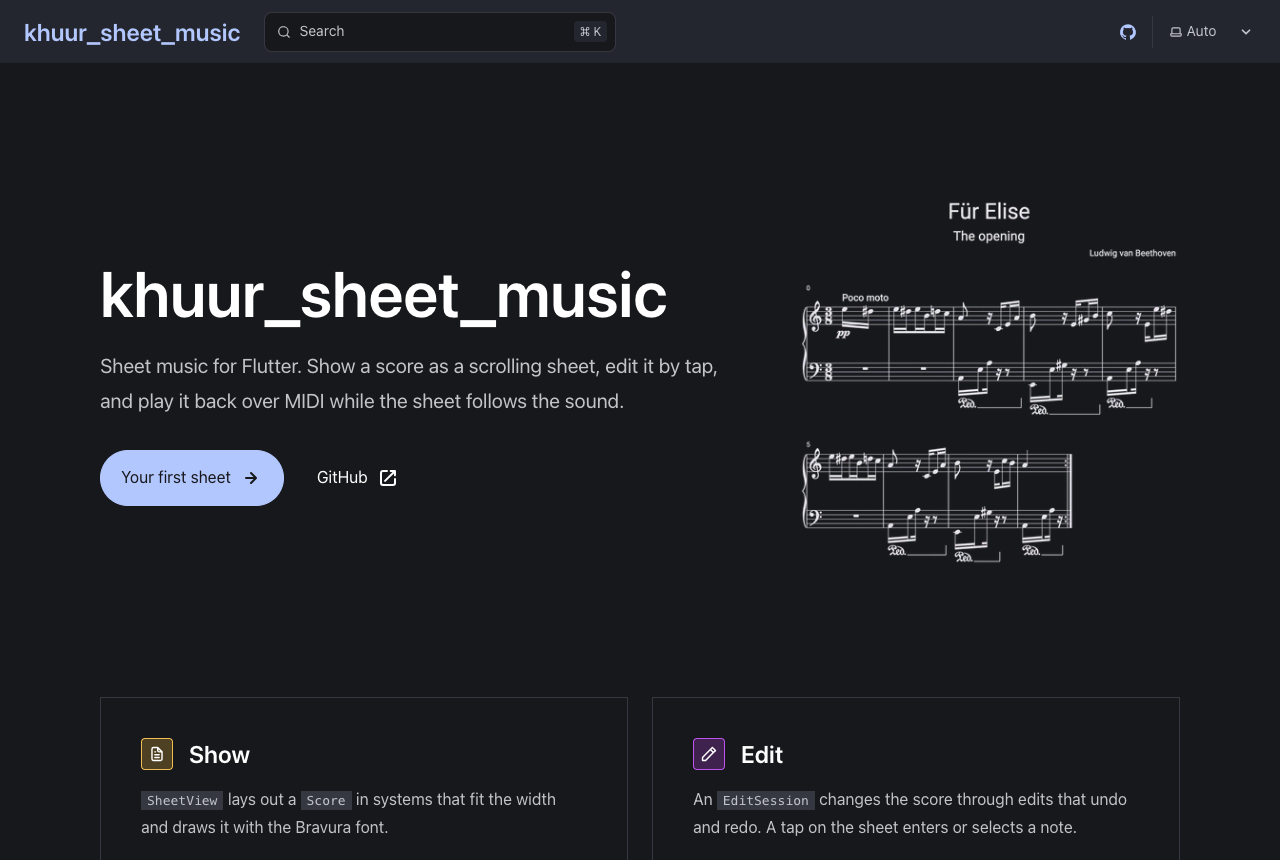 khuur_sheet_music
Search
⌘ K
Auto
Für Elise
The opening
Ludwig van Beethoven
0
Poco moto
pp
5
khuur_sheet_music
Sheet music for Flutter. Show a score as a scrolling sheet, edit it by tap,
and play it back over MIDI while the sheet follows the sound.
Your first sheet
GitHub
Show
SheetView lays out a Score in systems that fit the width
and draws it with the Bravura font.
Edit
An EditSession changes the score through edits that undo
and redo. A tap on the sheet enters or selects a note.